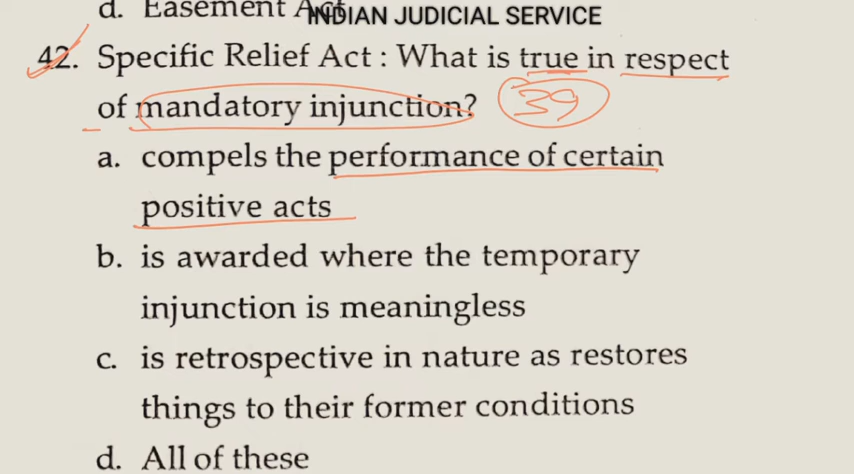 d. Easement Act
INDIAN JUDICIAL SERVICE
42. Specific Relief Act : What is true in respect
of mandatory injunction? 39
a. compels the performance of certain
positive acts
b. is awarded where the temporary
injunction is meaningless
c. is retrospective in nature as restores
things to their former conditions
d. All of these